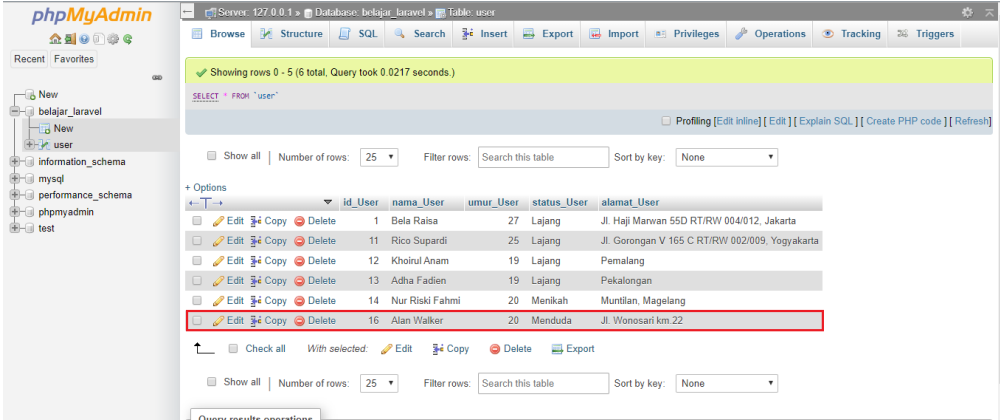 phpMyAdmin
Recent Favorites
New
belajar_laravel
New
user
information_schema
mysql
performance_schema
phpmyadmin
test
Server: 127.0.0.1 » Database: belajar_laravel » Table: user
Browse Structure SQL Search Insert Export Import Privileges Operations Tracking Triggers
Showing rows 0 - 5 (6 total, Query took 0.0217 seconds.)
SELECT * FROM `user`
Profiling [Edit inline] [ Edit ] [ Explain SQL ] [ Create PHP code ] [ Refresh]
Show all | Number of rows: 25 Filter rows: Search this table Sort by key: None
+ Options
←T→ id_User nama_User umur_User status_User alamat_User
Edit Copy Delete 1 Bela Raisa 27 Lajang Jl. Haji Marwan 55D RT/RW 004/012, Jakarta
Edit Copy Delete 11 Rico Supardi 25 Lajang Jl. Gorongan V 165 C RT/RW 002/009, Yogyakarta
Edit Copy Delete 12 Khoirul Anam 19 Lajang Pemalang
Edit Copy Delete 13 Adha Fadien 19 Lajang Pekalongan
Edit Copy Delete 14 Nur Riski Fahmi 20 Menikah Muntilan, Magelang
Edit Copy Delete 16 Alan Walker 20 Menduda Jl. Wonosari km.22
Check all With selected: Edit Copy Delete Export
Show all | Number of rows: 25 Filter rows: Search this table Sort by key: None
Query results operations